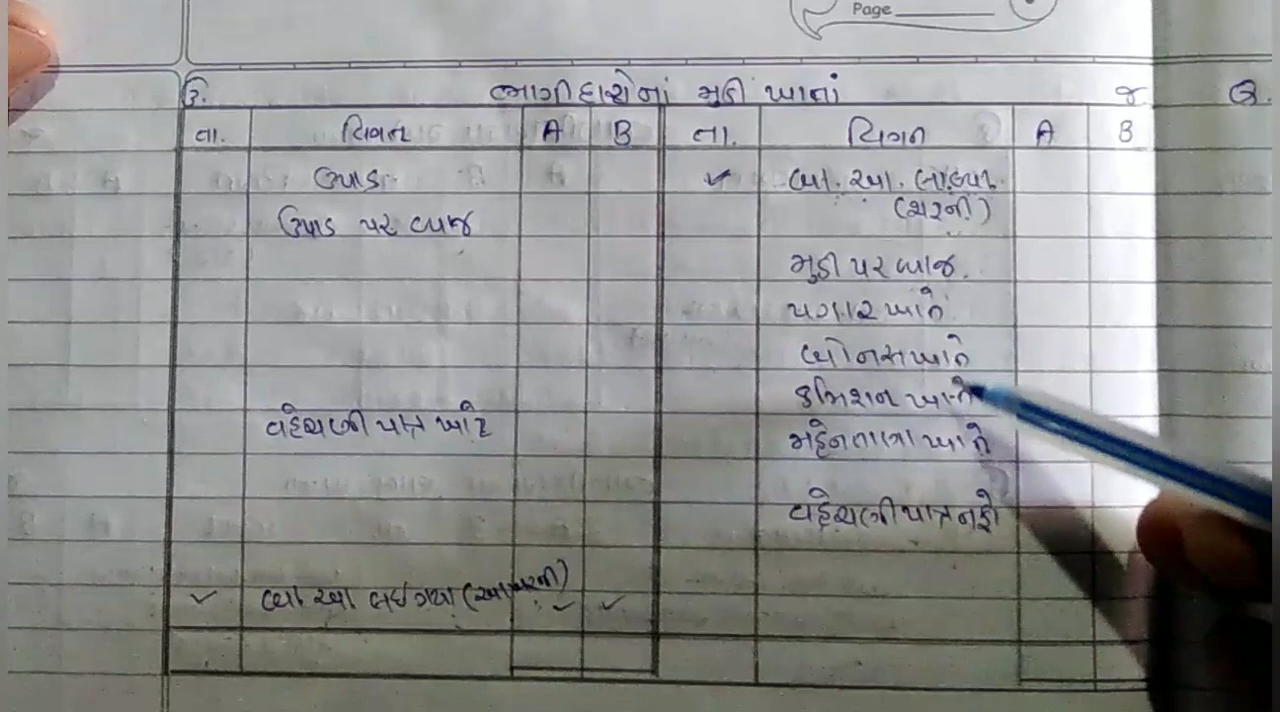 Page
ઉ. ભાગીદારોનાં મુડી ખાતાં જ
ઉ.
તા. વિગત A B તા. વિગત A B
ઉપાડ
બા. આ. લાવ્યા
(શરૂની)
ઉપાડ પર વ્યાજ
મુડી પર વ્યાજ.
પગાર ખાતે
બોનસ ખાતે
કમિશન ખાતે
વહેંચણી પાત્ર ખોટ
મહેનતાણા ખાતે
વહેંચણીપાત્ર નફો
બા આ લઇ ગયા (આખરની)